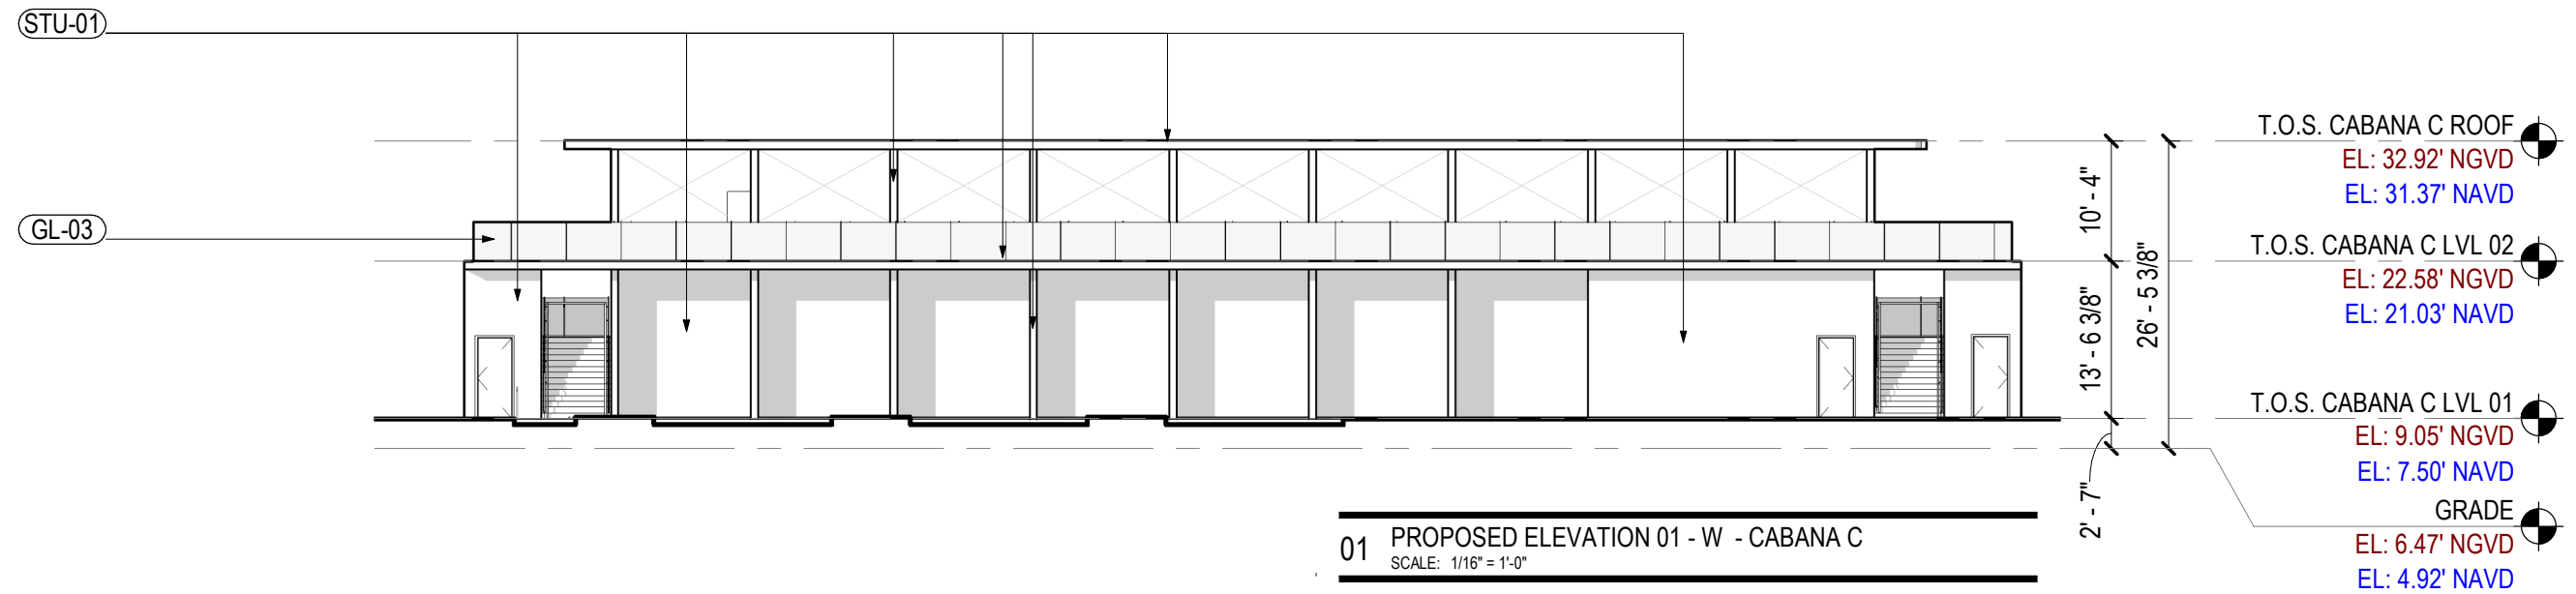 STU-01
GL-03
T.O.S. CABANA C ROOF
EL: 32.92' NGVD
EL: 31.37' NAVD
10' - 4"
T.O.S. CABANA C LVL 02
EL: 22.58' NGVD
EL: 21.03' NAVD
13' - 6 3/8"
26' - 5 3/8"
T.O.S. CABANA C LVL 01
EL: 9.05' NGVD
EL: 7.50' NAVD
2' - 7"
GRADE
EL: 6.47' NGVD
EL: 4.92' NAVD
01 PROPOSED ELEVATION 01 - W - CABANA C
SCALE: 1/16" = 1'-0"